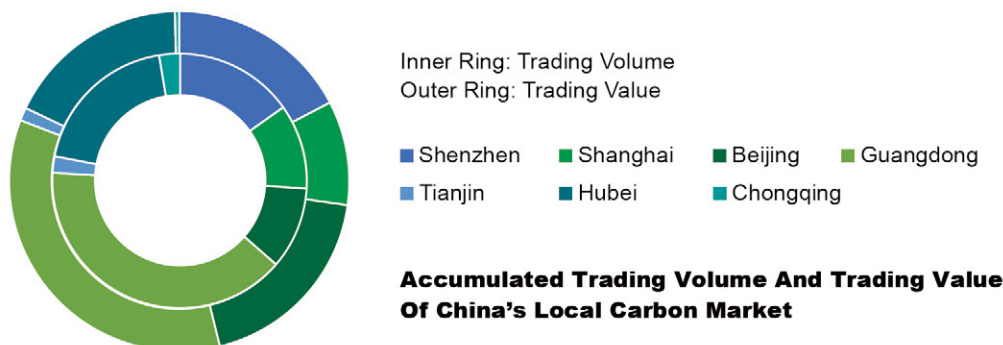 Inner Ring: Trading Volume
Outer Ring: Trading Value
Shenzhen Shanghai Beijing Guangdong
Tianjin Hubei Chongqing
Accumulated Trading Volume And Trading Value
Of China's Local Carbon Market